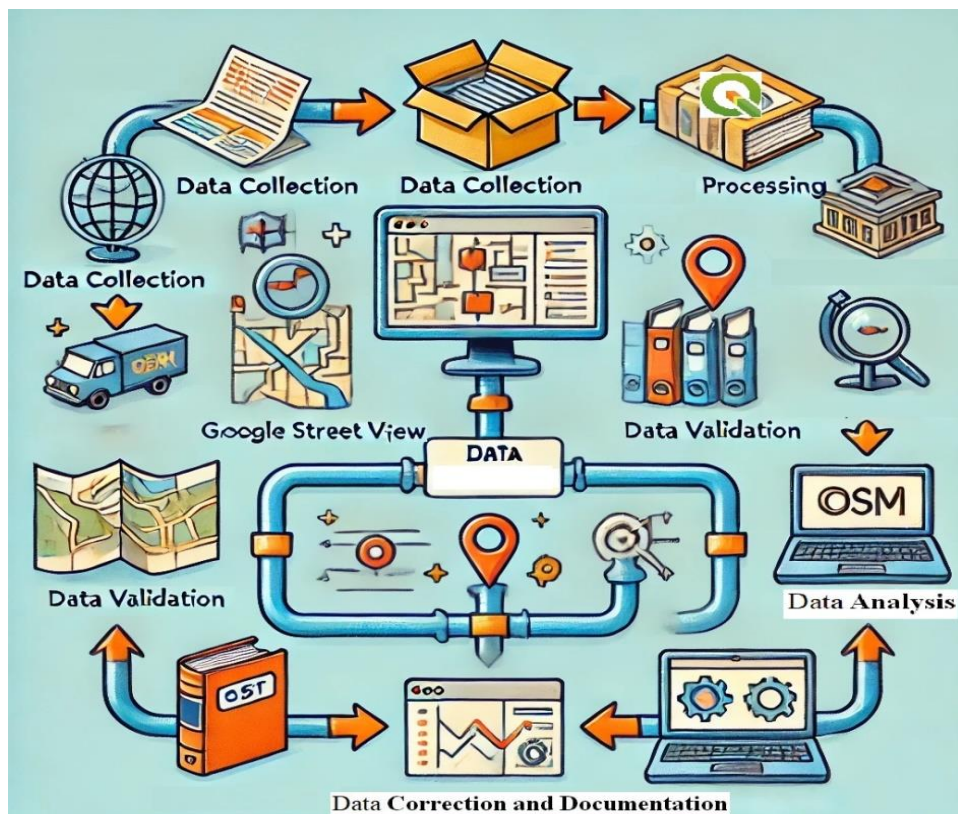 Data Collection
Data Collection
Processing
Data Collection
Google Street View
Data Validation
DATA
OSM
Data Validation
Data Analysis
OST
Data Correction and Documentation